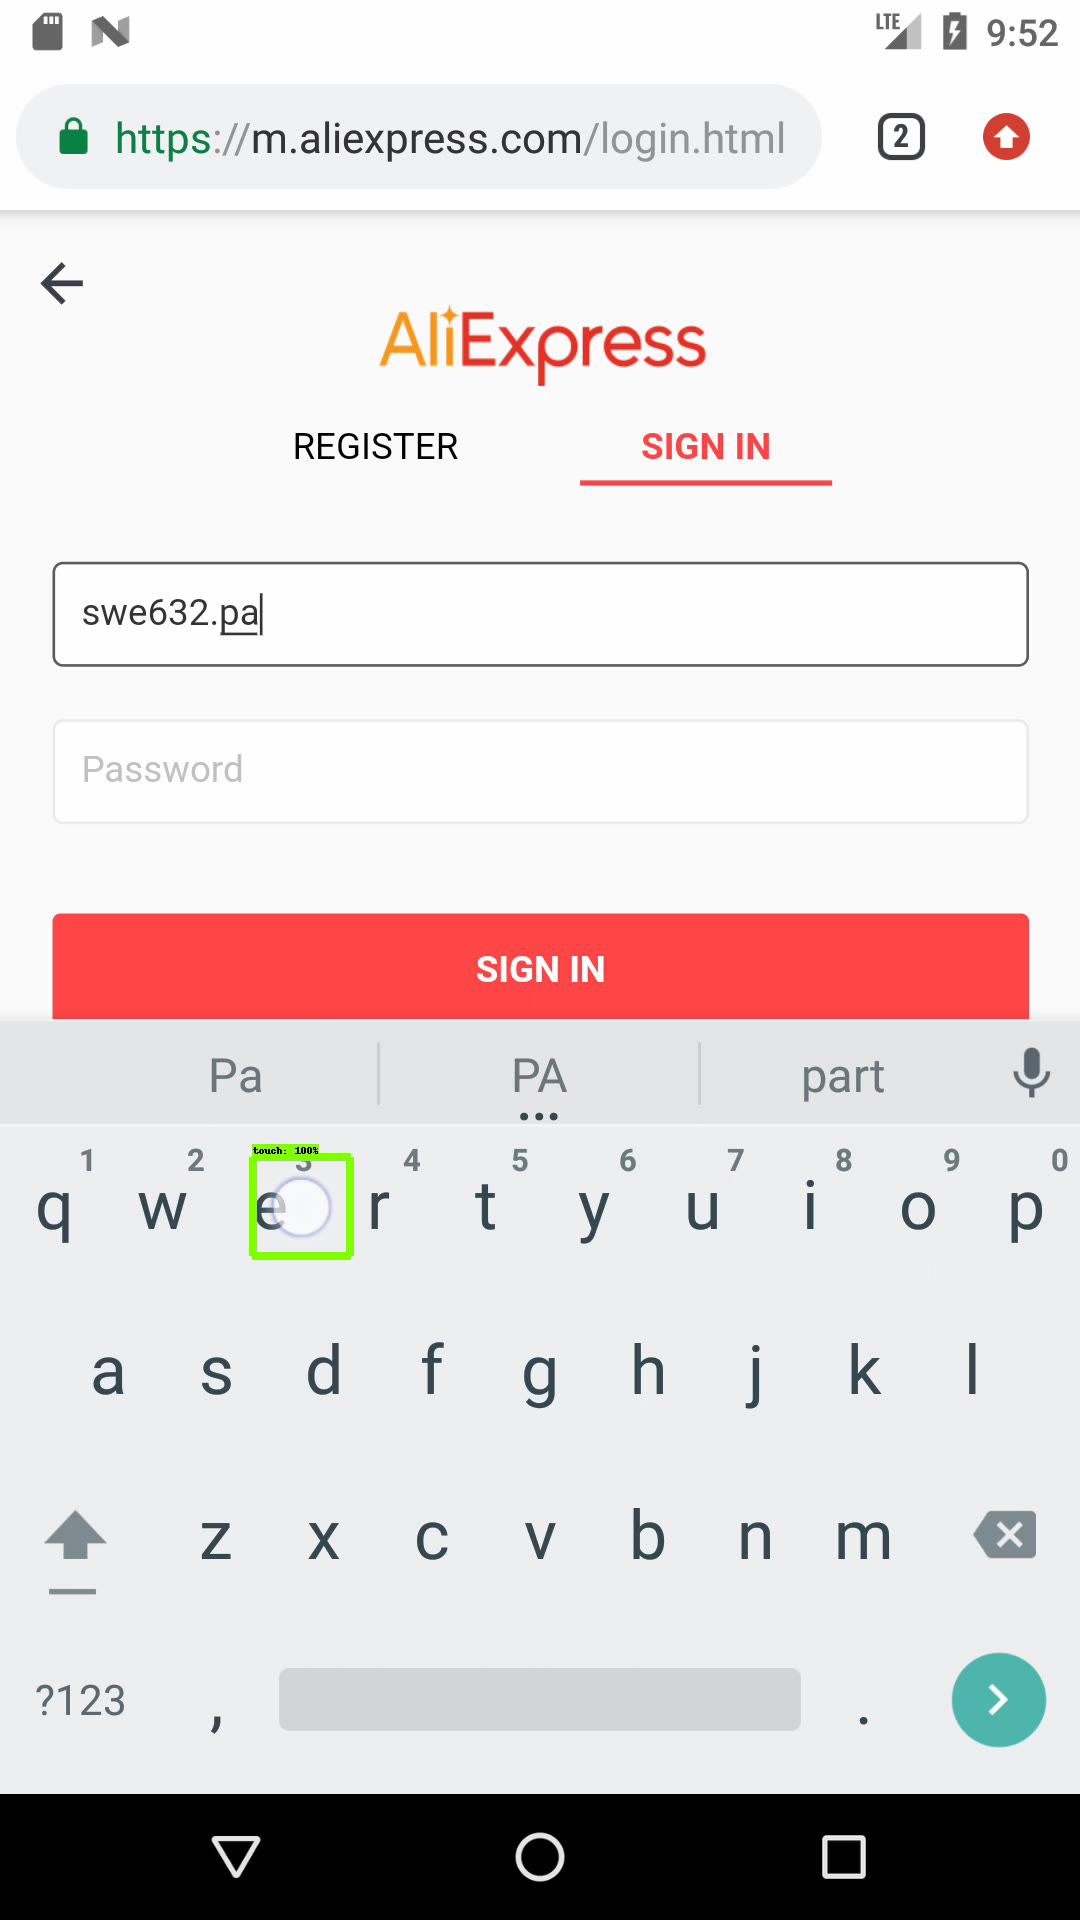 LTE 9:52
https://m.aliexpress.com/login.html 2
AliExpress
REGISTER SIGN IN
swe632.pa
Password
SIGN IN
Pa PA part
touch: 100%
1 2 3 4 5 6 7 8 9 0
q w e r t y u i o p
a s d f g h j k l
z x c v b n m
?123 , .